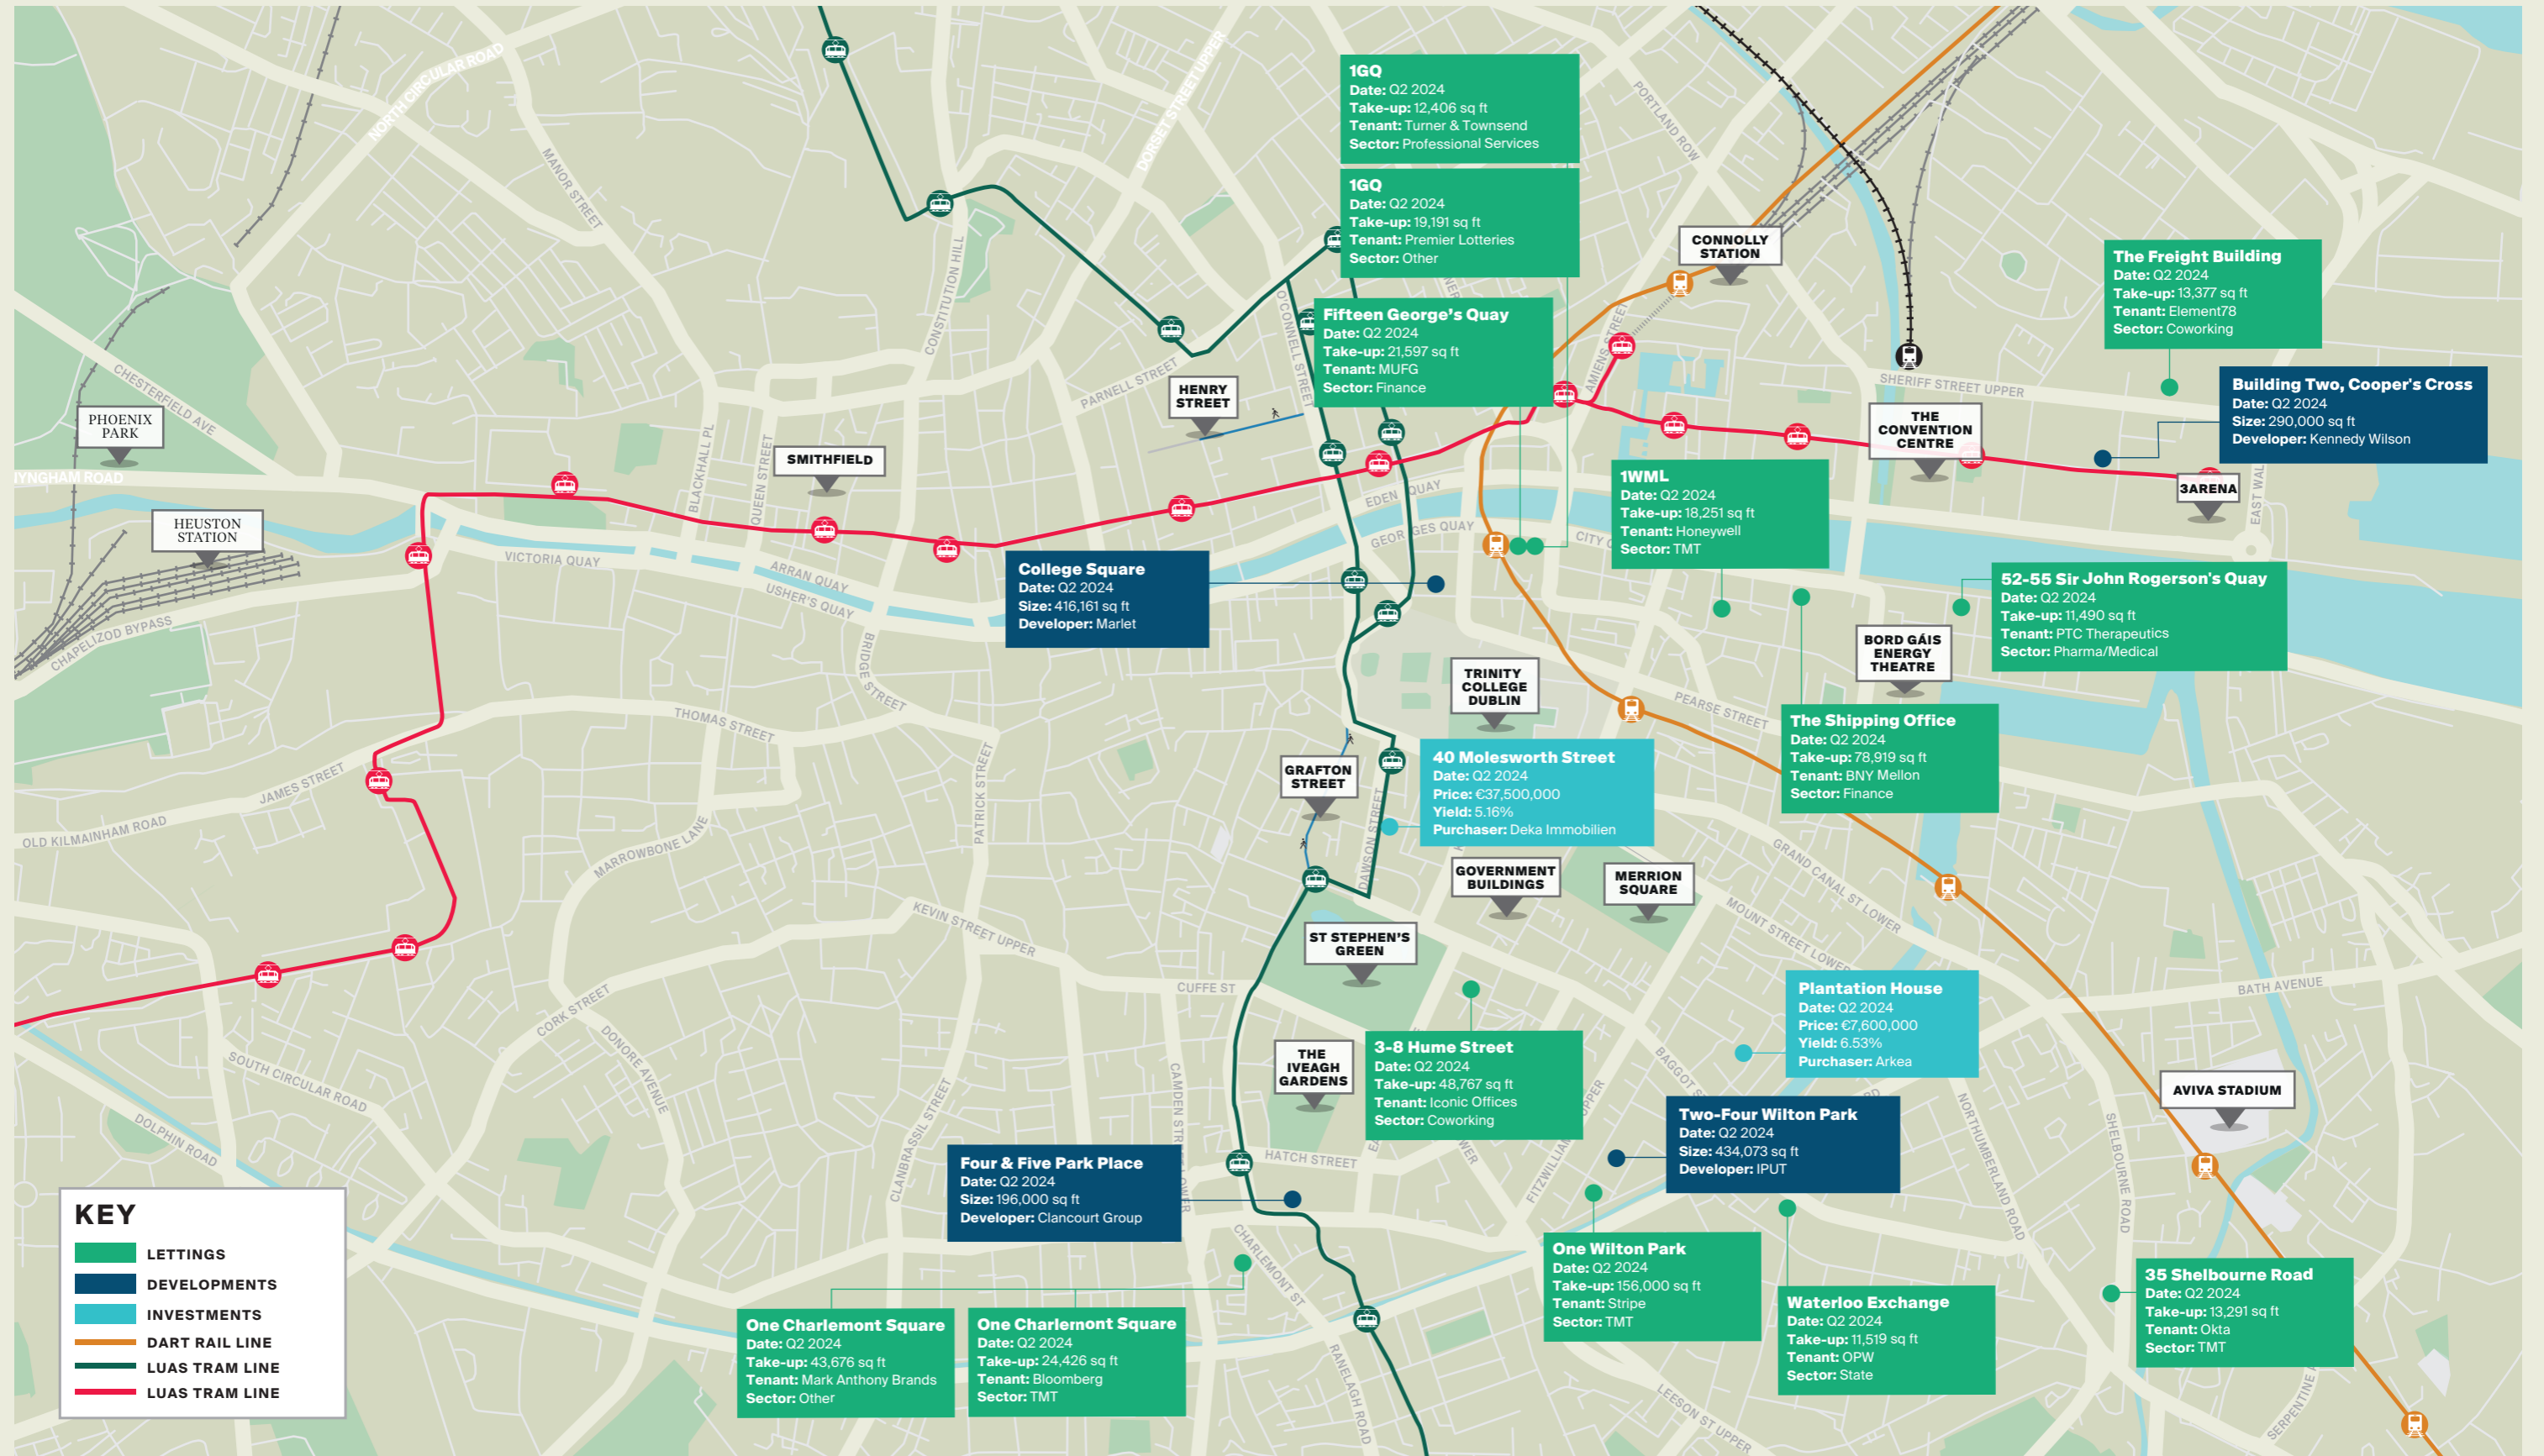 NORTH CIRCULAR ROAD
DORSET STREET UPPER
MANOR STREET
CONSTITUTION HILL
PORTLAND ROW
1GQ
Date: Q2 2024
Take-up: 12,406 sq ft
Tenant: Turner & Townsend
Sector: Professional Services
1GQ
Date: Q2 2024
Take-up: 19,191 sq ft
Tenant: Premier Lotteries
Sector: Other
CONNOLLY
STATION
The Freight Building
Date: Q2 2024
Take-up: 13,377 sq ft
Tenant: Element78
Sector: Coworking
O'CONNELL STREET
Fifteen George's Quay
Date: Q2 2024
Take-up: 21,597 sq ft
Tenant: MUFG
Sector: Finance
AMIENS STREET
SHERIFF STREET UPPER
Building Two, Cooper's Cross
Date: Q2 2024
Size: 290,000 sq ft
Developer: Kennedy Wilson
CHESTERFIELD AVE
PHOENIX
PARK
PARNELL STREET
HENRY
STREET
THE
CONVENTION
CENTRE
SMITHFIELD
BLACKHALL PL
QUEEN STREET
YNGHAM ROAD
EDEN QUAY
1WML
Date: Q2 2024
Take-up: 18,251 sq ft
Tenant: Honeywell
Sector: TMT
3ARENA
EAST WAL
HEUSTON
STATION
GEORGES QUAY
CITY
VICTORIA QUAY
ARRAN QUAY
USHER'S QUAY
College Square
Date: Q2 2024
Size: 416,161 sq ft
Developer: Marlet
52-55 Sir John Rogerson's Quay
Date: Q2 2024
Take-up: 11,490 sq ft
Tenant: PTC Therapeutics
Sector: Pharma/Medical
CHAPELIZOD BYPASS
BRIDGE STREET
BORD GÁIS
ENERGY
THEATRE
TRINITY
COLLEGE
DUBLIN
PEARSE STREET
THOMAS STREET
The Shipping Office
Date: Q2 2024
Take-up: 78,919 sq ft
Tenant: BNY Mellon
Sector: Finance
JAMES STREET
PATRICK STREET
GRAFTON
STREET
DAWSON STREET
40 Molesworth Street
Date: Q2 2024
Price: €37,500,000
Yield: 5.16%
Purchaser: Deka Immobilien
OLD KILMAINHAM ROAD
MARROWBONE LANE
GOVERNMENT
BUILDINGS
MERRION
SQUARE
GRAND CANAL ST LOWER
MOUNT STREET LOWER
KEVIN STREET UPPER
ST STEPHEN'S
GREEN
CUFFE ST
BATH AVENUE
CORK STREET
DONORE AVENUE
Plantation House
Date: Q2 2024
Price: €7,600,000
Yield: 6.53%
Purchaser: Arkea
3-8 Hume Street
Date: Q2 2024
Take-up: 48,767 sq ft
Tenant: Iconic Offices
Sector: Coworking
THE
IVEAGH
GARDENS
SOUTH CIRCULAR ROAD
DOLPHIN ROAD
CLANBRASSIL STREET
CAMDEN STREET LOWER
HATCH STREET
BAGGOT S
FITZWILLIAM UPPER
NORTHUMBERLAND ROAD
SHELBOURNE ROAD
AVIVA STADIUM
Two-Four Wilton Park
Date: Q2 2024
Size: 434,073 sq ft
Developer: IPUT
Four & Five Park Place
Date: Q2 2024
Size: 196,000 sq ft
Developer: Clancourt Group
CHARLEMONT ST
One Wilton Park
Date: Q2 2024
Take-up: 156,000 sq ft
Tenant: Stripe
Sector: TMT
Waterloo Exchange
Date: Q2 2024
Take-up: 11,519 sq ft
Tenant: OPW
Sector: State
35 Shelbourne Road
Date: Q2 2024
Take-up: 13,291 sq ft
Tenant: Okta
Sector: TMT
One Charlemont Square
Date: Q2 2024
Take-up: 43,676 sq ft
Tenant: Mark Anthony Brands
Sector: Other
One Charlemont Square
Date: Q2 2024
Take-up: 24,426 sq ft
Tenant: Bloomberg
Sector: TMT
RANELAGH ROAD
LEESON ST UPPER
SERPENTINE
KEY
LETTINGS
DEVELOPMENTS
INVESTMENTS
DART RAIL LINE
LUAS TRAM LINE
LUAS TRAM LINE